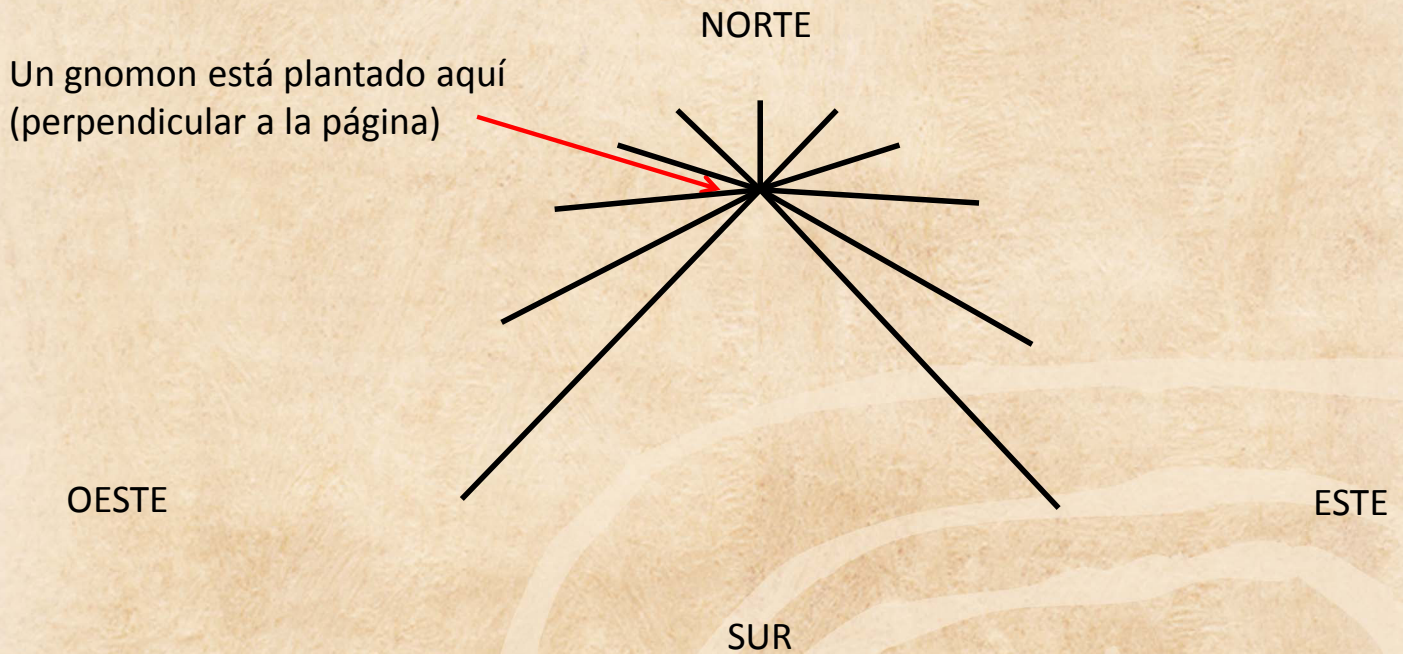 NORTE
Un gnomon está plantado aquí
(perpendicular a la página)
OESTE
ESTE
SUR